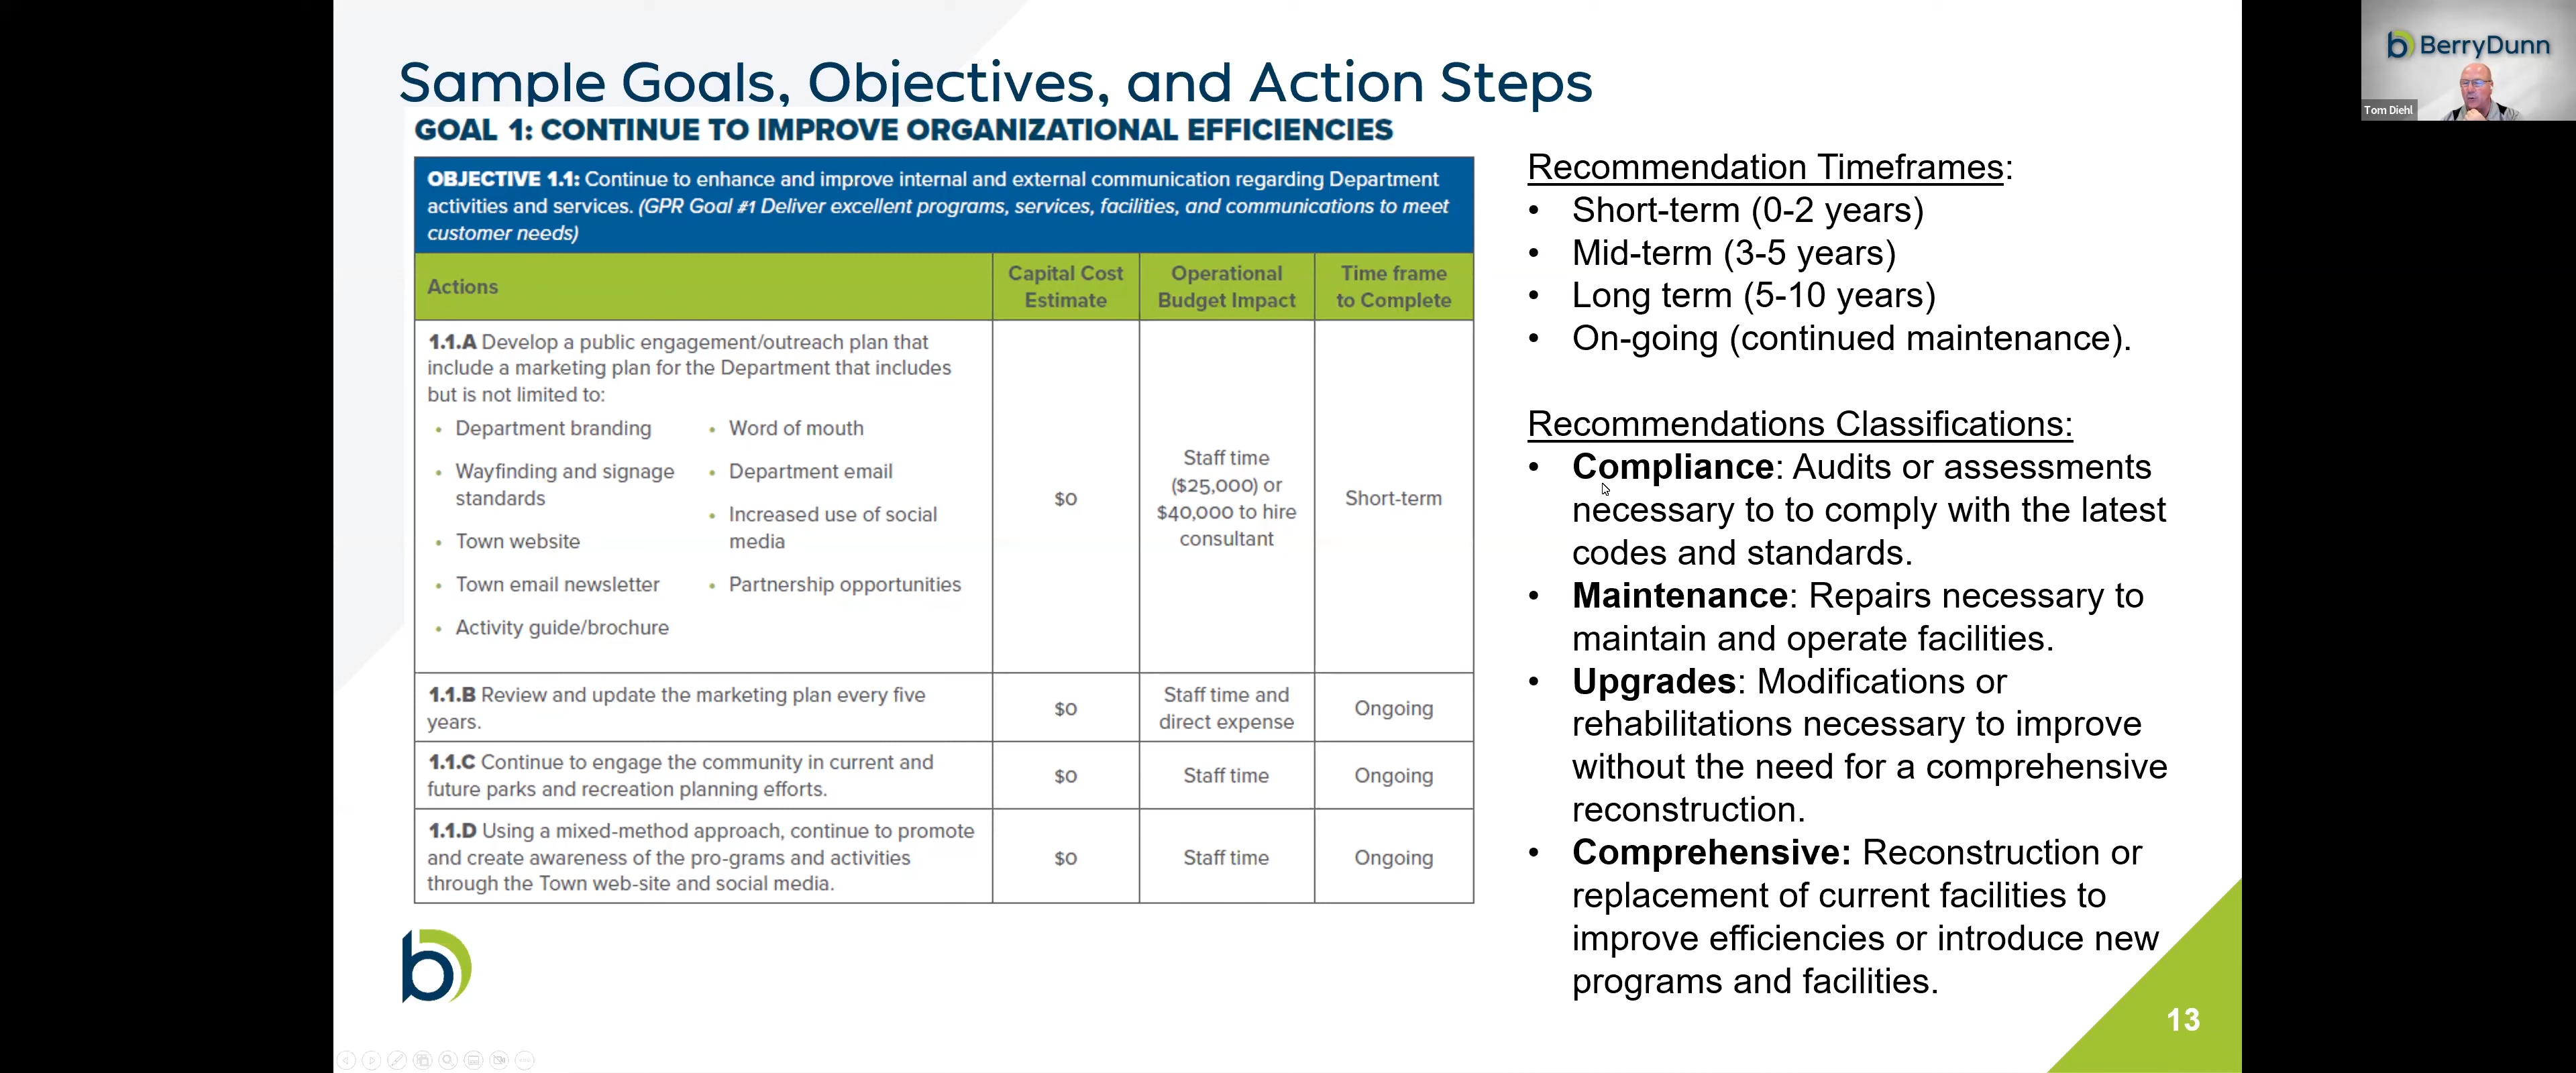 Sample Goals, Objectives, and Action Steps
GOAL 1: CONTINUE TO IMPROVE ORGANIZATIONAL EFFICIENCIES
OBJECTIVE 1.1: Continue to enhance and improve internal and external communication regarding Department
activities and services. (GPR Goal #1 Deliver excellent programs, services, facilities, and communications to meet
customer needs)
Actions
Capital Cost
Estimate
Operational
Budget Impact
Time frame
to Complete
1.1.A Develop a public engagement/outreach plan that
include a marketing plan for the Department that includes
but is not limited to:
• Department branding
• Wayfinding and signage
standards
• Town website
• Town email newsletter
• Activity guide/brochure
• Word of mouth
• Department email
• Increased use of social
media
• Partnership opportunities
$0
Staff time
($25,000) or
$40,000 to hire
consultant
Short-term
1.1.B Review and update the marketing plan every five
years.
$0
Staff time and
direct expense
Ongoing
1.1.C Continue to engage the community in current and
future parks and recreation planning efforts.
$0
Staff time
Ongoing
1.1.D Using a mixed-method approach, continue to promote
and create awareness of the pro-grams and activities
through the Town web-site and social media.
$0
Staff time
Ongoing
Recommendation Timeframes:
• Short-term (0-2 years)
• Mid-term (3-5 years)
• Long term (5-10 years)
• On-going (continued maintenance).
Recommendations Classifications:
• Compliance: Audits or assessments
necessary to to comply with the latest
codes and standards.
• Maintenance: Repairs necessary to
maintain and operate facilities.
• Upgrades: Modifications or
rehabilitations necessary to improve
without the need for a comprehensive
reconstruction.
• Comprehensive: Reconstruction or
replacement of current facilities to
improve efficiencies or introduce new
programs and facilities.
b
13
b BerryDunn
Tom Diehl